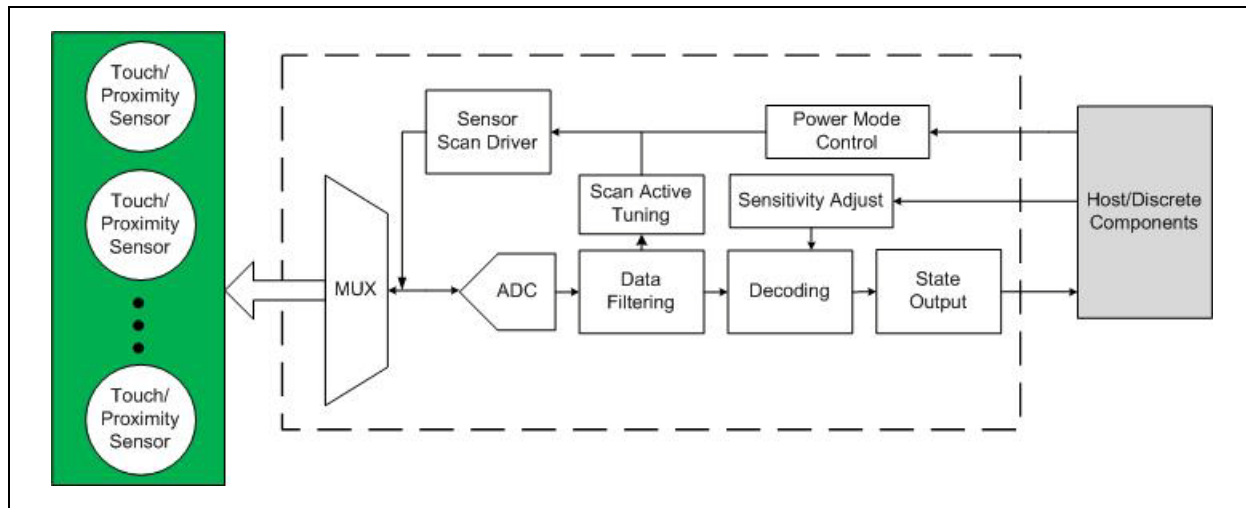 Touch/
Proximity
Sensor
Touch/
Proximity
Sensor
Touch/
Proximity
Sensor
Sensor
Scan Driver
Power Mode
Control
Scan Active
Tuning
Sensitivity Adjust
Host/Discrete
Components
MUX
ADC
Data
Filtering
Decoding
State
Output